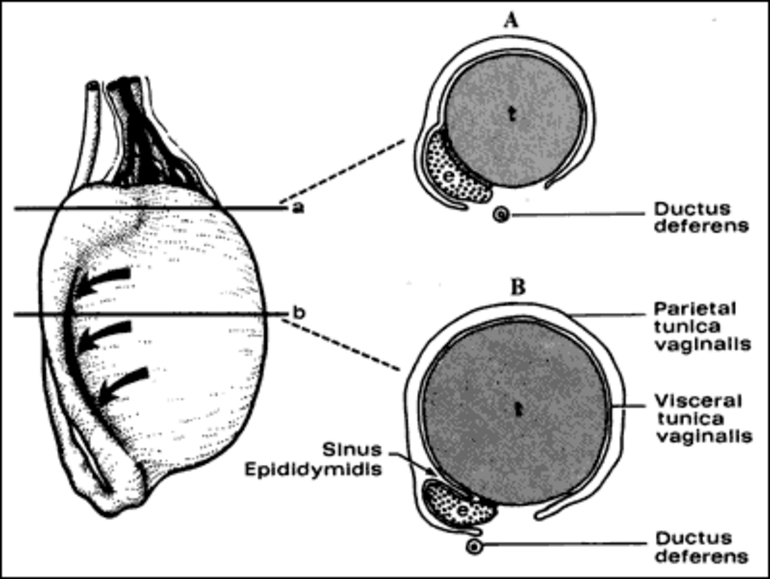 A
t
e
a
Ductus
deferens
B
b
Parietal
tunica
vaginalis
t
Visceral
tunica
vaginalis
Sinus
Epididymidis
e
Ductus
deferens